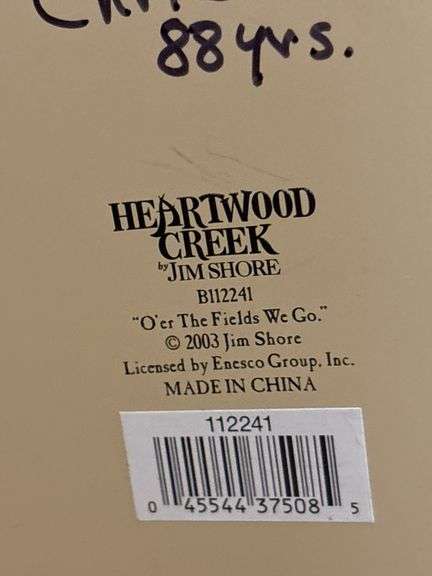 88 yrs.
HEARTWOOD
CREEK
by JIM SHORE
B112241
"O'er The Fields We Go."
© 2003 Jim Shore
Licensed by Enesco Group, Inc.
MADE IN CHINA
112241
0 45544 37508 5